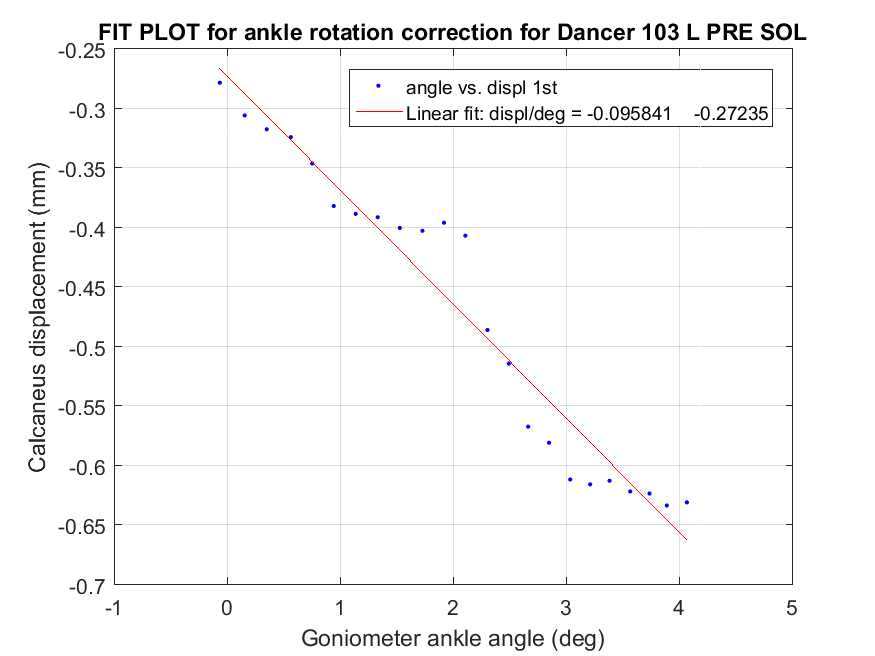 FIT PLOT for ankle rotation correction for Dancer 103 L PRE SOL
-0.25
angle vs. displ 1st
Linear fit: displ/deg = -0.095841 -0.27235
-0.3
-0.35
-0.4
-0.45
-0.5
-0.55
-0.6
-0.65
-0.7
Calcaneus displacement (mm)
-1 0 1 2 3 4 5
Goniometer ankle angle (deg)